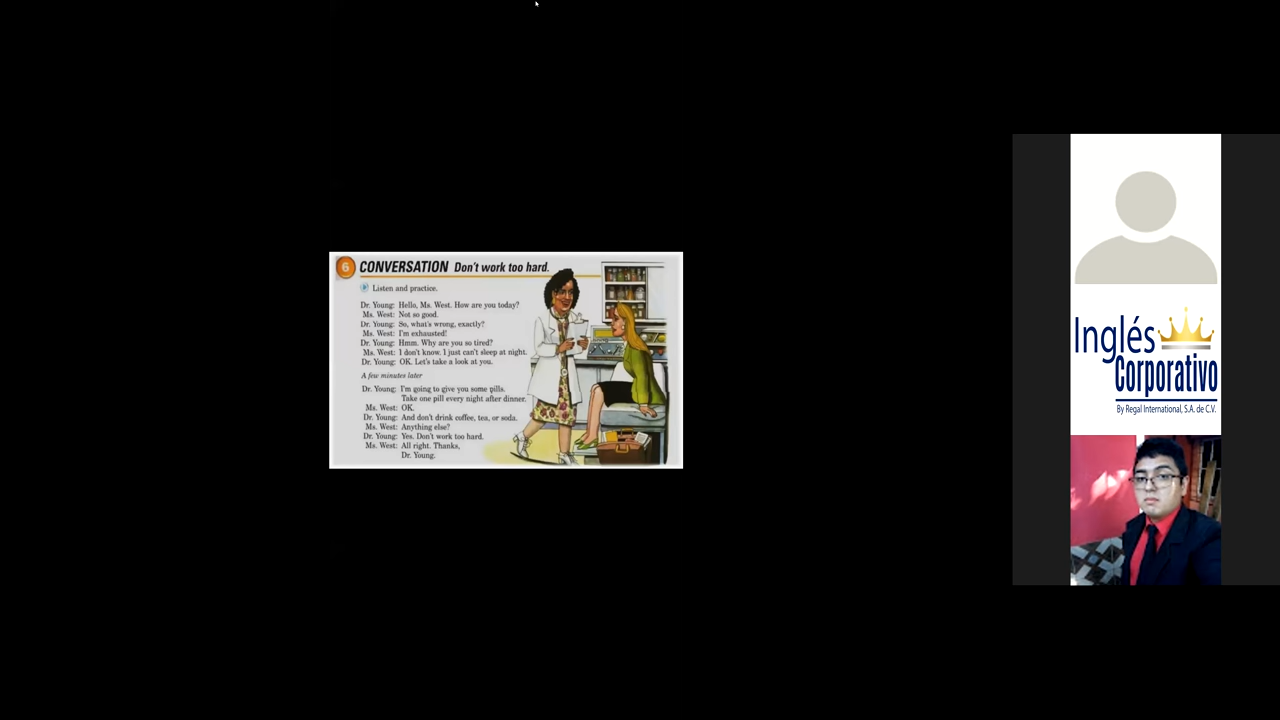 6 CONVERSATION Don't work too hard.
Listen and practice.
Dr. Young: Hello, Ms. West. How are you today?
Ms. West: Not so good.
Dr. Young: So, what's wrong, exactly?
Ms. West: I'm exhausted!
Dr. Young: Hmm. Why are you so tired?
Ms. West: I don't know. I just can't sleep at night.
Dr. Young: OK. Let's take a look at you.
A few minutes later
Dr. Young: I'm going to give you some pills.
Take one pill every night after dinner.
Ms. West: OK.
Dr. Young: And don't drink coffee, tea, or soda.
Ms. West: Anything else?
Dr. Young: Yes. Don't work too hard.
Ms. West: All right. Thanks,
Dr. Young.
Inglés
Corporativo
By Regal International, S.A. de C.V.